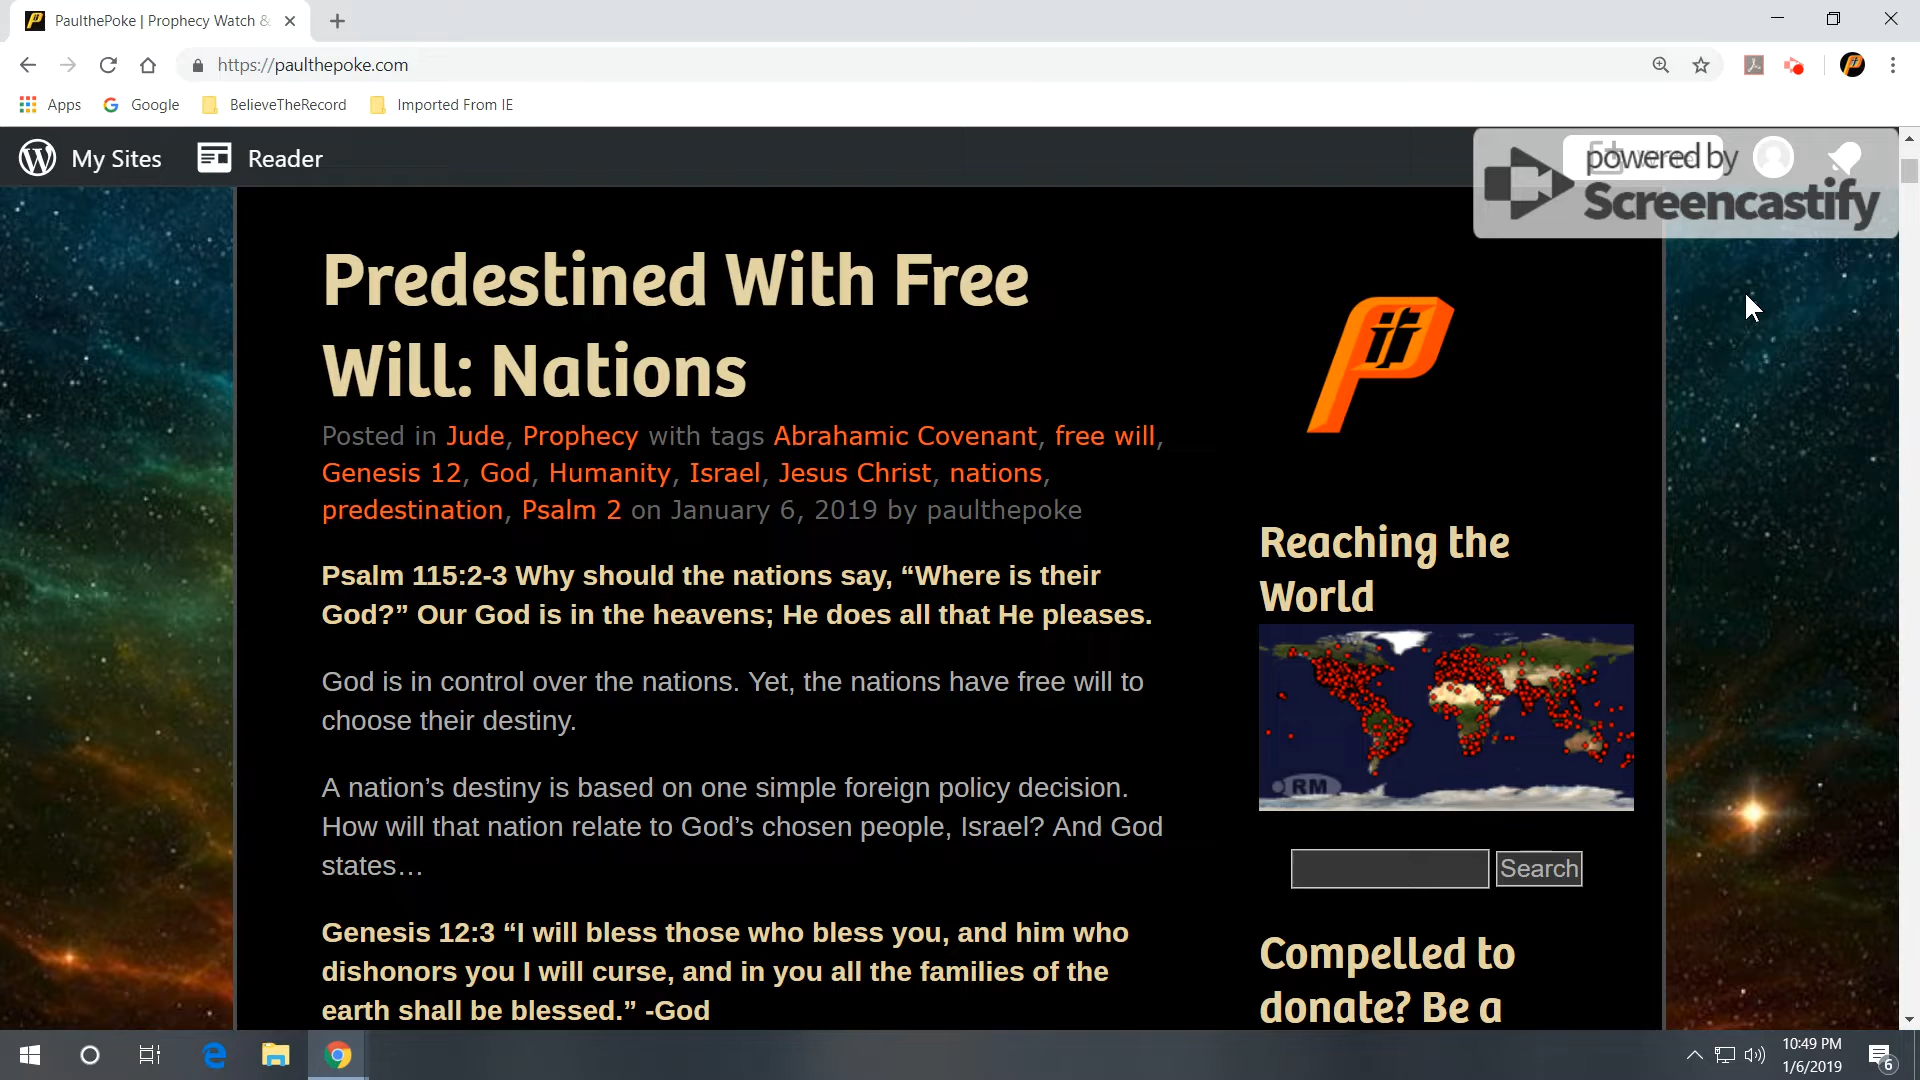 PaulthePoke | Prophecy Watch &
https://paulthepoke.com
Apps Google BelieveTheRecord Imported From IE
My Sites Reader
powered by
Screencastify
Predestined With Free
Will: Nations
Posted in Jude, Prophecy with tags Abrahamic Covenant, free will,
Genesis 12, God, Humanity, Israel, Jesus Christ, nations,
predestination, Psalm 2 on January 6, 2019 by paulthepoke
Psalm 115:2-3 Why should the nations say, “Where is their
God?” Our God is in the heavens; He does all that He pleases.
God is in control over the nations. Yet, the nations have free will to
choose their destiny.
A nation’s destiny is based on one simple foreign policy decision.
How will that nation relate to God’s chosen people, Israel? And God
states…
Genesis 12:3 “I will bless those who bless you, and him who
dishonors you I will curse, and in you all the families of the
earth shall be blessed.” -God
Reaching the
World
RM
Search
Compelled to
donate? Be a
10:49 PM
1/6/2019
6